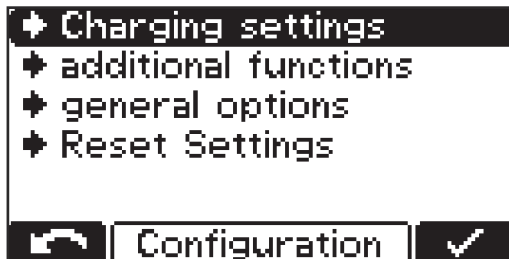 Charging settings
additional functions
general options
Reset Settings
Configuration